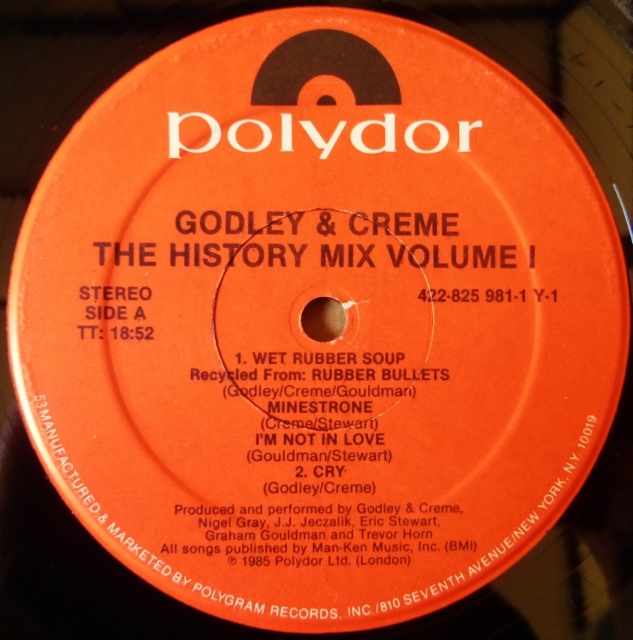 polydor
GODLEY & CREME
THE HISTORY MIX VOLUME I
STEREO
SIDE A
TT: 18:52
422-825 981-1 Y-1
1. WET RUBBER SOUP
Recycled From: RUBBER BULLETS
(Godley/Creme/Gouldman)
MINESTRONE
(Creme/Stewart)
I'M NOT IN LOVE
(Gouldman/Stewart)
2. CRY
(Godley/Creme)
Produced and performed by Godley & Creme,
Nigel Gray, J.J. Jeczalik, Eric Stewart,
Graham Gouldman and Trevor Horn
All songs published by Man-Ken Music, Inc. (BMI)
℗ 1985 Polydor Ltd. (London)
53 MANUFACTURED & MARKETED BY POLYGRAM RECORDS, INC./810 SEVENTH AVENUE/NEW YORK, N.Y. 10019